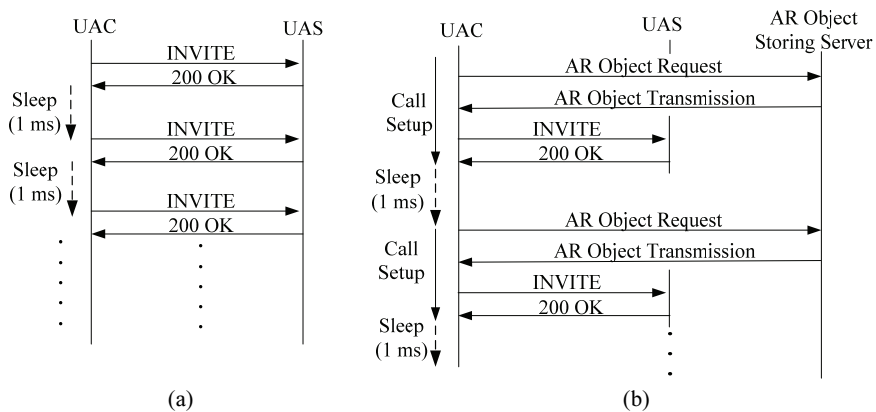 UAC
UAS
INVITE
200 OK
Sleep
(1 ms)
INVITE
200 OK
Sleep
(1 ms)
INVITE
200 OK
(a)
UAC
UAS
AR Object
Storing Server
AR Object Request
AR Object Transmission
Call
Setup
INVITE
200 OK
Sleep
(1 ms)
AR Object Request
AR Object Transmission
Call
Setup
INVITE
200 OK
Sleep
(1 ms)
(b)